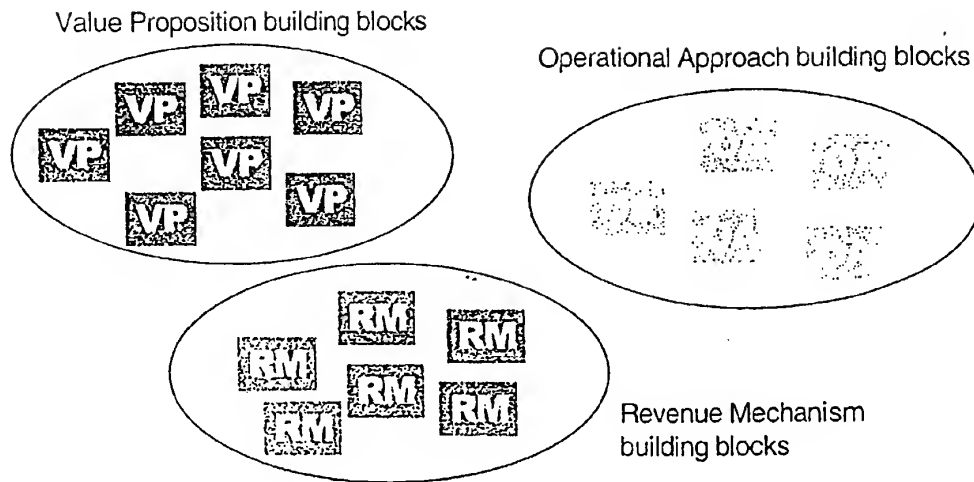 Value Proposition building blocks
Operational Approach building blocks
VP
VP
VP
VP
VP
VP
VP
RM
RM
RM
RM
RM
RM
Revenue Mechanism
building blocks